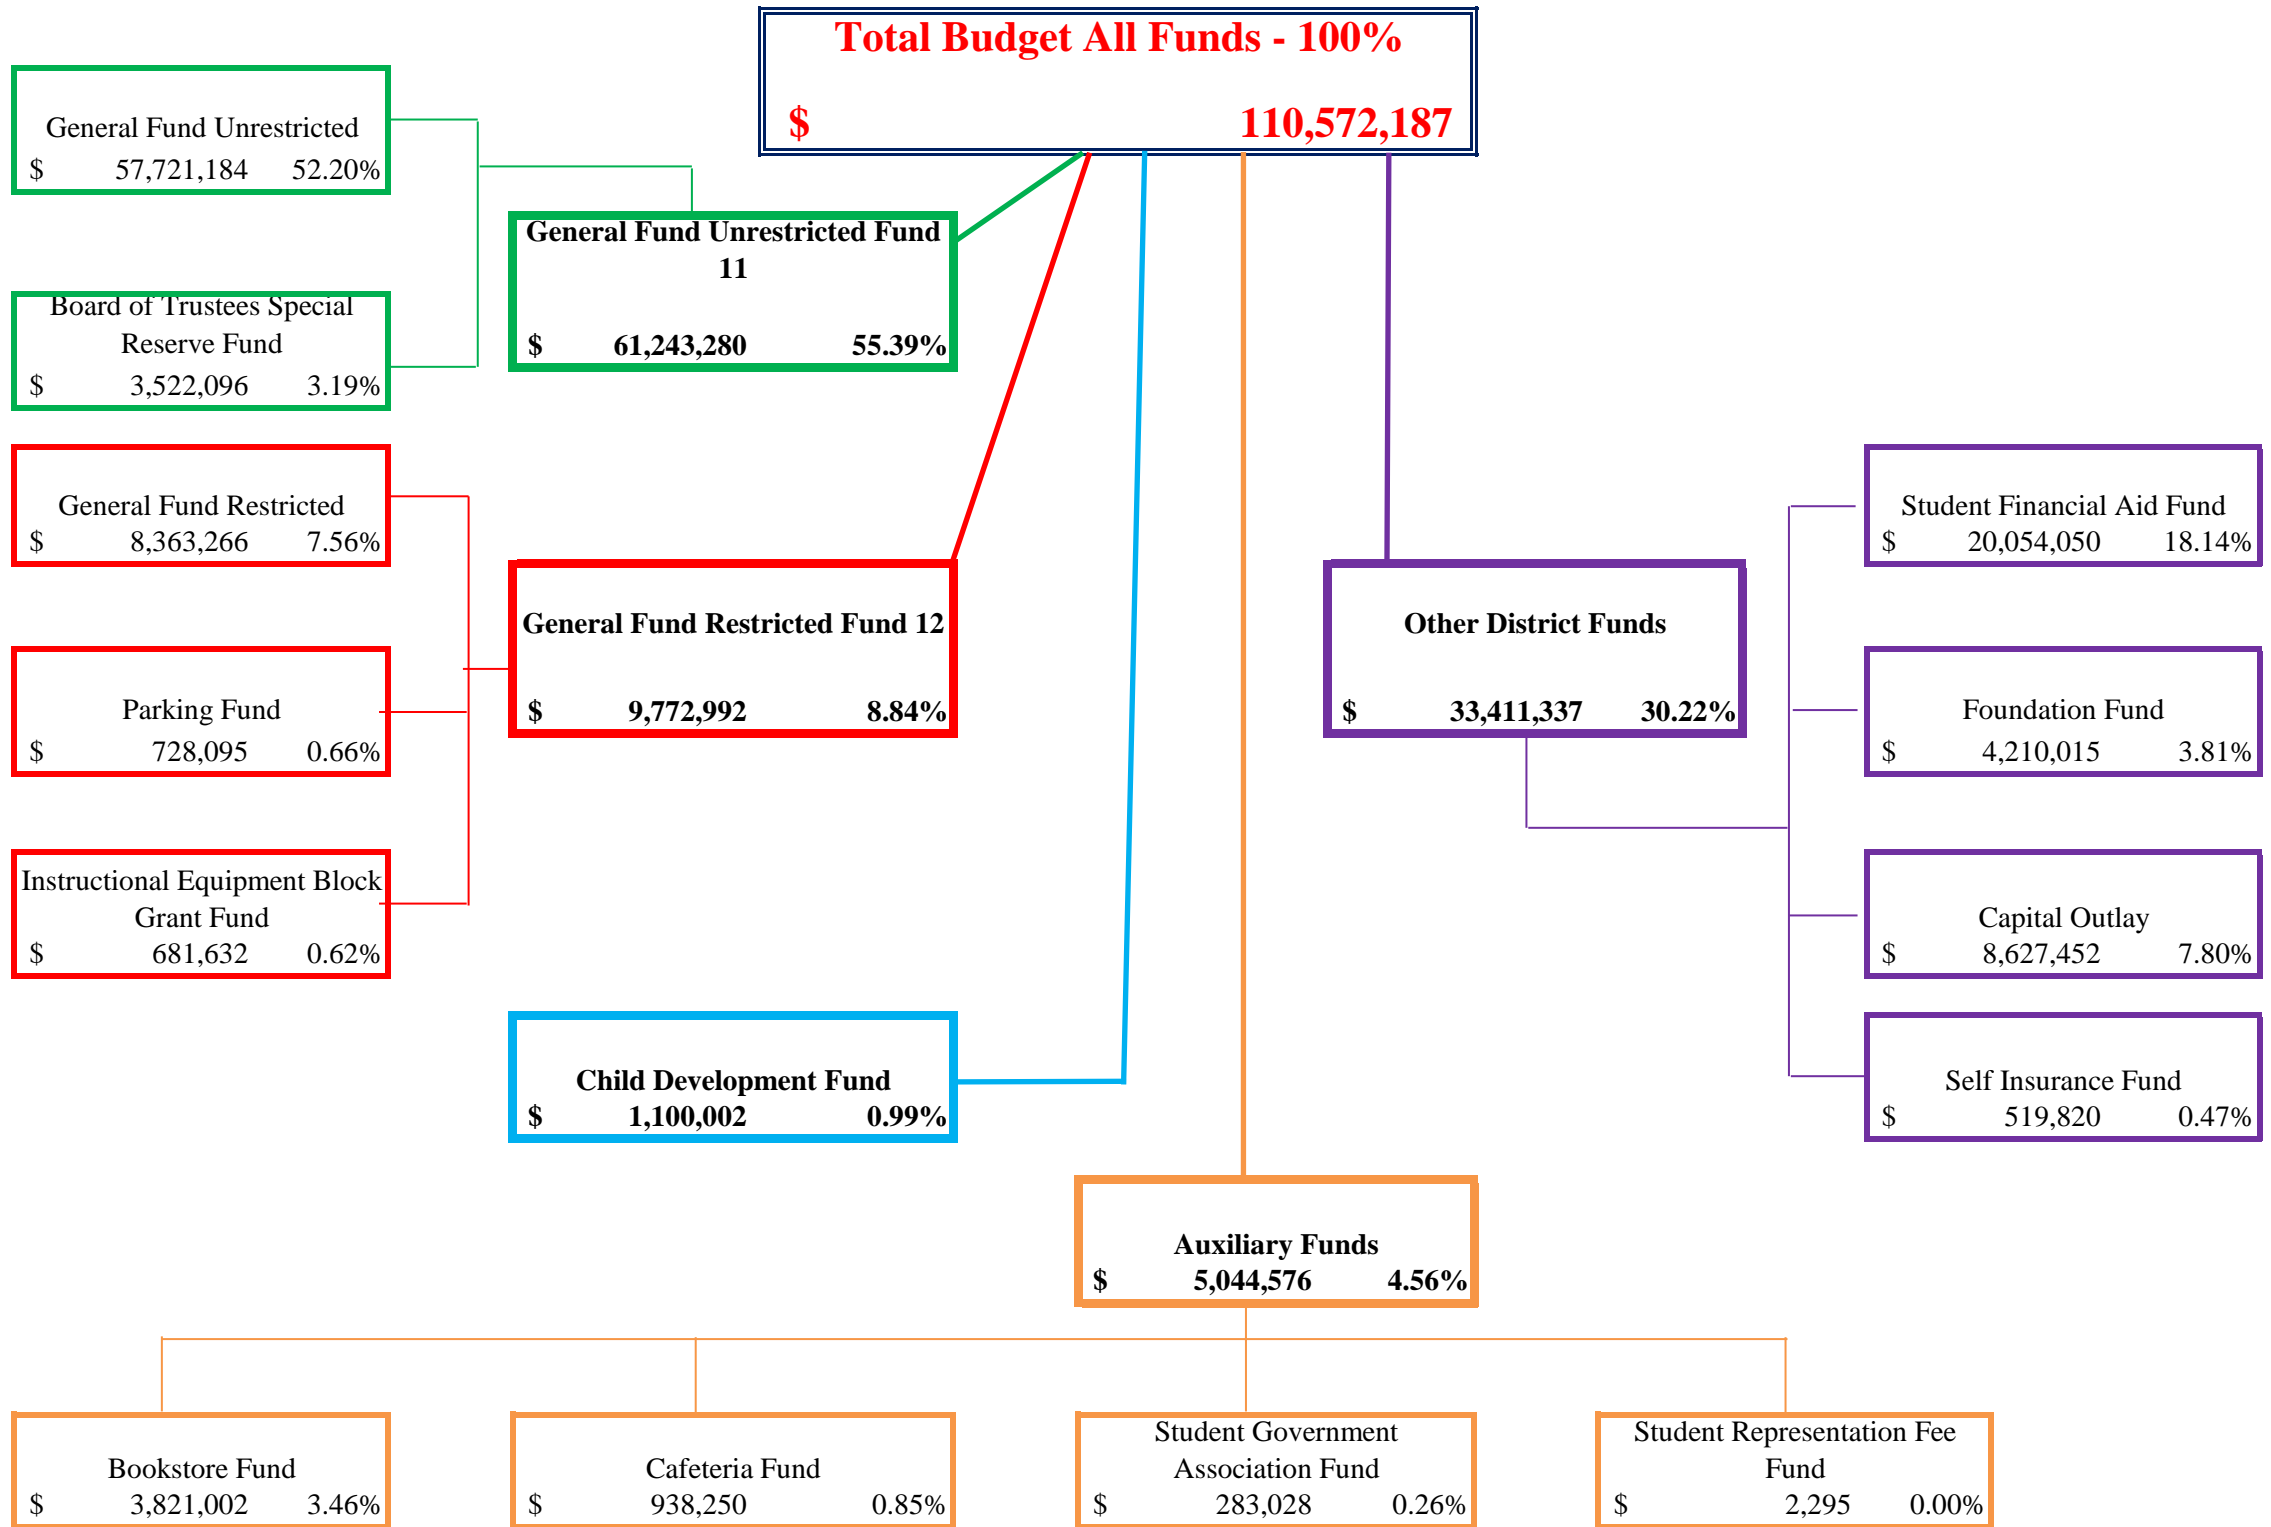 Total Budget All Funds - 100%
$ 110,572,187
General Fund Unrestricted
$ 57,721,184 52.20%
General Fund Unrestricted Fund
11
$ 61,243,280 55.39%
Board of Trustees Special
Reserve Fund
$ 3,522,096 3.19%
General Fund Restricted
$ 8,363,266 7.56%
General Fund Restricted Fund 12
$ 9,772,992 8.84%
Parking Fund
$ 728,095 0.66%
Instructional Equipment Block
Grant Fund
$ 681,632 0.62%
Other District Funds
$ 33,411,337 30.22%
Student Financial Aid Fund
$ 20,054,050 18.14%
Foundation Fund
$ 4,210,015 3.81%
Capital Outlay
$ 8,627,452 7.80%
Self Insurance Fund
$ 519,820 0.47%
Child Development Fund
$ 1,100,002 0.99%
Auxiliary Funds
$ 5,044,576 4.56%
Bookstore Fund
$ 3,821,002 3.46%
Cafeteria Fund
$ 938,250 0.85%
Student Government
Association Fund
$ 283,028 0.26%
Student Representation Fee
Fund
$ 2,295 0.00%